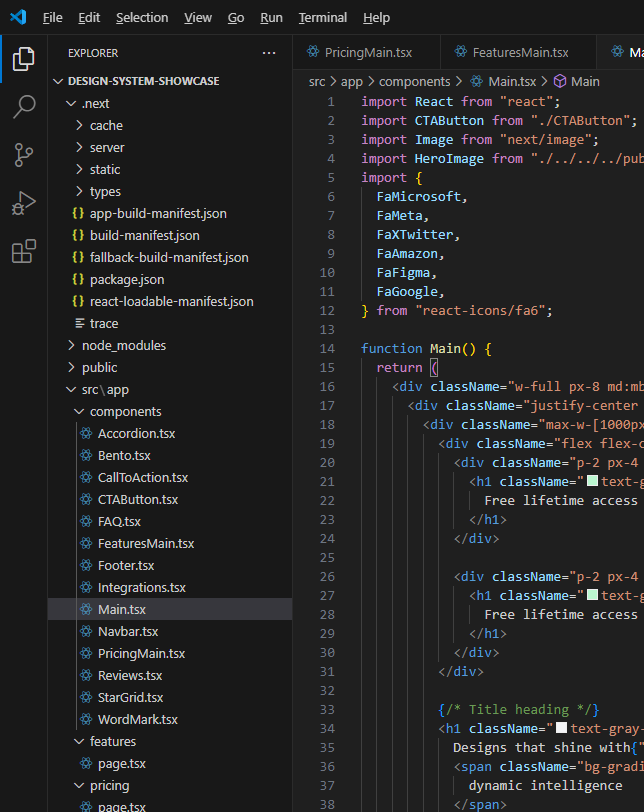 File Edit Selection View Go Run Terminal Help
EXPLORER ...
DESIGN-SYSTEM-SHOWCASE
.next
cache
server
static
types
{} app-build-manifest.json
{} build-manifest.json
{} fallback-build-manifest.json
{} package.json
{} react-loadable-manifest.json
trace
node_modules
public
src\app
components
Accordion.tsx
Bento.tsx
CallToAction.tsx
CTAButton.tsx
FAQ.tsx
FeaturesMain.tsx
Footer.tsx
Integrations.tsx
Main.tsx
Navbar.tsx
PricingMain.tsx
Reviews.tsx
StarGrid.tsx
WordMark.tsx
features
page.tsx
pricing
page.tsx
PricingMain.tsx FeaturesMain.tsx Ma
src > app > components > Main.tsx > Main
1 import React from "react";
2 import CTAButton from "./CTAButton";
3 import Image from "next/image";
4 import HeroImage from "./../../../pub
5 import {
6 FaMicrosoft,
7 FaMeta,
8 FaXTwitter,
9 FaAmazon,
10 FaFigma,
11 FaGoogle,
12 } from "react-icons/fa6";
13
14 function Main() {
15 return (
16 <div className="w-full px-8 md:mb
17 <div className="justify-center
18 <div className="max-w-[1000px
19 <div className="flex flex-c
20 <div className="p-2 px-4
21 <h1 className="text-g
22 Free lifetime access
23 </h1>
24 </div>
25
26 <div className="p-2 px-4
27 <h1 className="text-g
28 Free lifetime access
29 </h1>
30 </div>
31 </div>
32
33 {/* Title heading */}
34 <h1 className="text-gray-
35 Designs that shine with{"
36 <span className="bg-gradi
37 dynamic intelligence
38 </span>